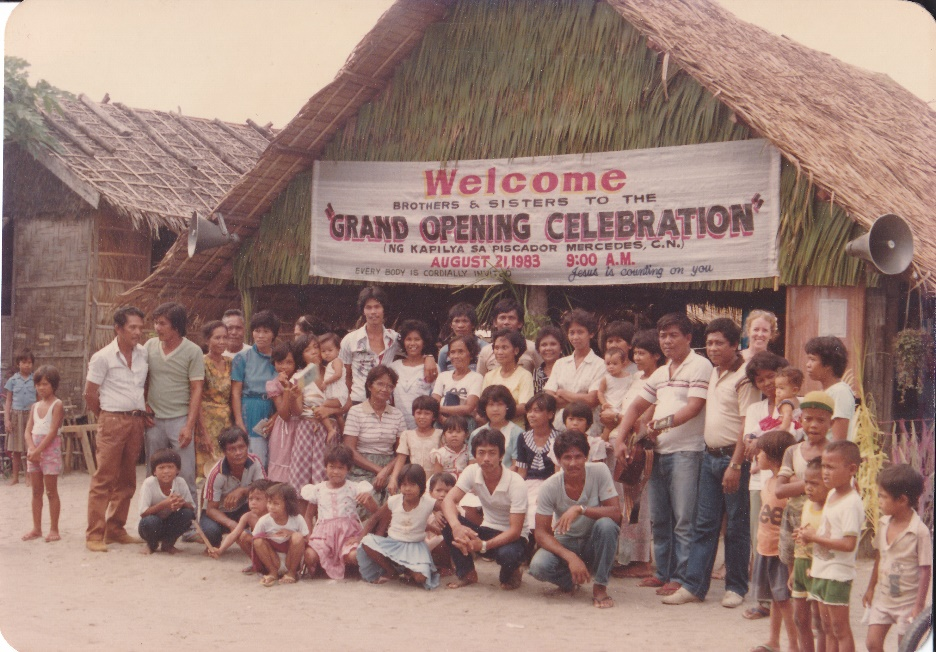 Welcome
BROTHERS & SISTERS TO THE
"GRAND OPENING CELEBRATION"
(NG KAPILYA SA PISCADOR MERCEDES, C.N.)
AUGUST 21 1983 9:00 A.M.
EVERY BODY IS CORDIALLY INVITED Jesus is counting on you